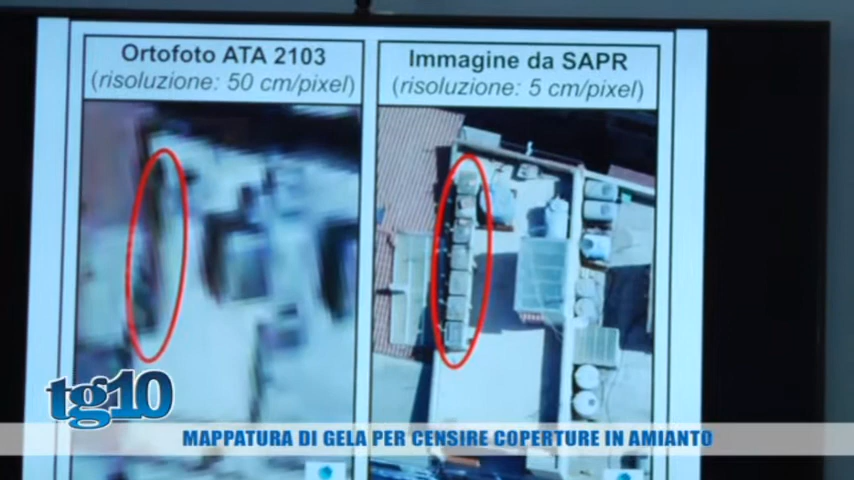 Ortofoto ATA 2103
(risoluzione: 50 cm/pixel)
Immagine da SAPR
(risoluzione: 5 cm/pixel)
tg10
MAPPATURA DI GELA PER CENSIRE COPERTURE IN AMIANTO